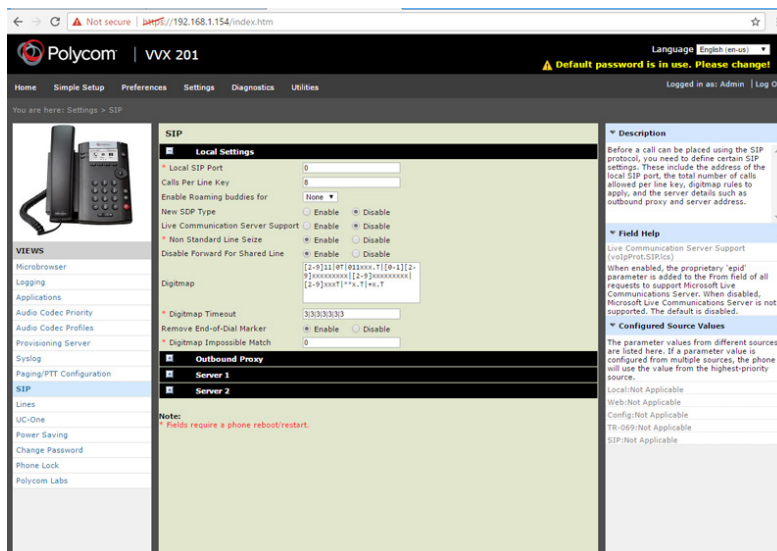 Not secure | https://192.168.1.154/index.htm
Polycom | VVX 201
Language English (en-us)
Default password is in use. Please change!
Home Simple Setup Preferences Settings Diagnostics Utilities
Logged in as: Admin | Log O
You are here: Settings > SIP
VIEWS
Microbrowser
Logging
Applications
Audio Codec Priority
Audio Codec Profiles
Provisioning Server
Syslog
Paging/PTT Configuration
SIP
Lines
UC-One
Power Saving
Change Password
Phone Lock
Polycom Labs
SIP
Local Settings
* Local SIP Port 0
Calls Per Line Key 8
Enable Roaming buddies for None
New SDP Type Enable Disable
Live Communication Server Support Enable Disable
* Non Standard Line Seize Enable Disable
Disable Forward For Shared Line Enable Disable
Digitmap
[2-9]11|0T|011xxx.T|[0-1][2-
9]xxxxxxxxx|[2-9]xxxxxxxxx|
[2-9]xxxT|**x.T|*x.T
* Digitmap Timeout 3|3|3|3|3|3|3
Remove End-of-Dial Marker Enable Disable
* Digitmap Impossible Match 0
Outbound Proxy
Server 1
Server 2
Note:
* Fields require a phone reboot/restart.
Description
Before a call can be placed using the SIP
protocol, you need to define certain SIP
settings. These include the address of the
local SIP port, the total number of calls
allowed per line key, digitmap rules to
apply, and the server details such as
outbound proxy and server address.
Field Help
Live Communication Server Support
(voIpProt.SIP.lcs)
When enabled, the proprietary 'epid'
parameter is added to the From field of all
requests to support Microsoft Live
Communications Server. When disabled,
Microsoft Live Communications Server is not
supported. The default is disabled.
Configured Source Values
The parameter values from different sources
are listed here. If a parameter value is
configured from multiple sources, the phone
will use the value from the highest-priority
source.
Local:Not Applicable
Web:Not Applicable
Config:Not Applicable
TR-069:Not Applicable
SIP:Not Applicable